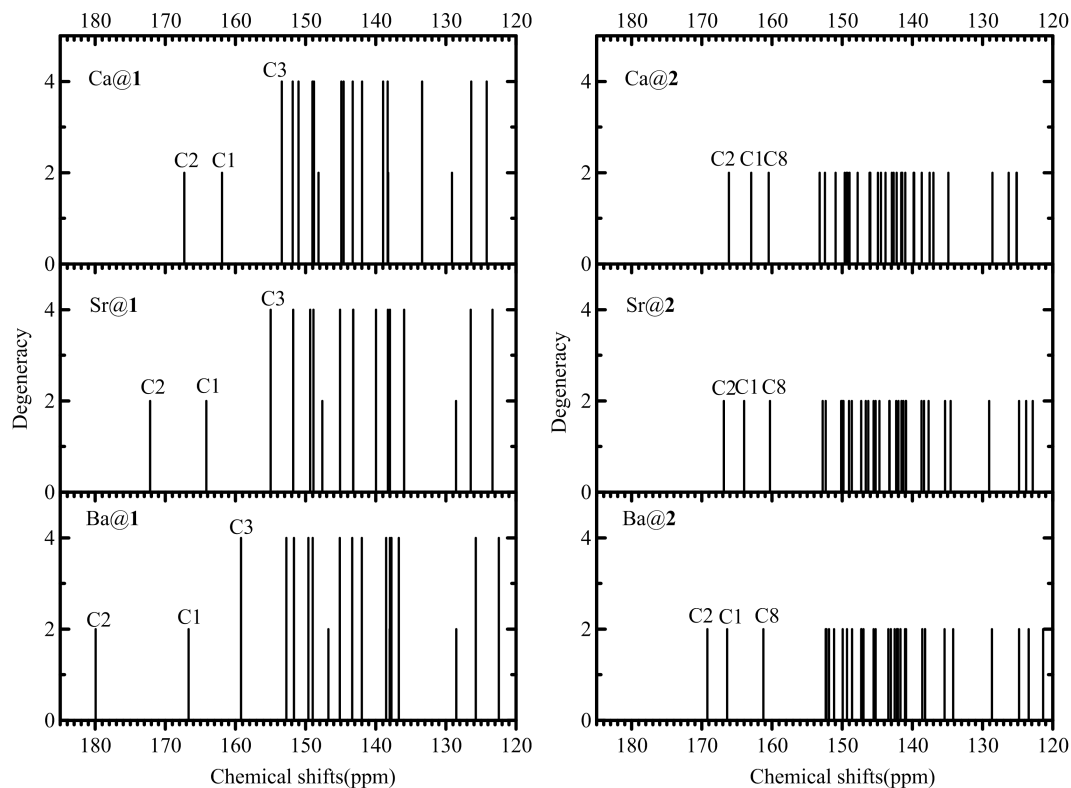 170 160 150 140 130 120
180 170 160 150 140 130 120
Degeneracy
Ca@1
C3
4
C2 C1
2
0
Sr@1
C3
4
C2 C1
2
0
Ba@1
C3
4
C2 C1
2
0
180 170 160 150 140 130 120
Chemical shifts(ppm)
Degeneracy
Ca@2
4
C2 C1 C8
2
0
Sr@2
4
C2 C1 C8
2
0
Ba@2
4
C2 C1 C8
2
0
180 170 160 150 140 130 120
Chemical shifts(ppm)